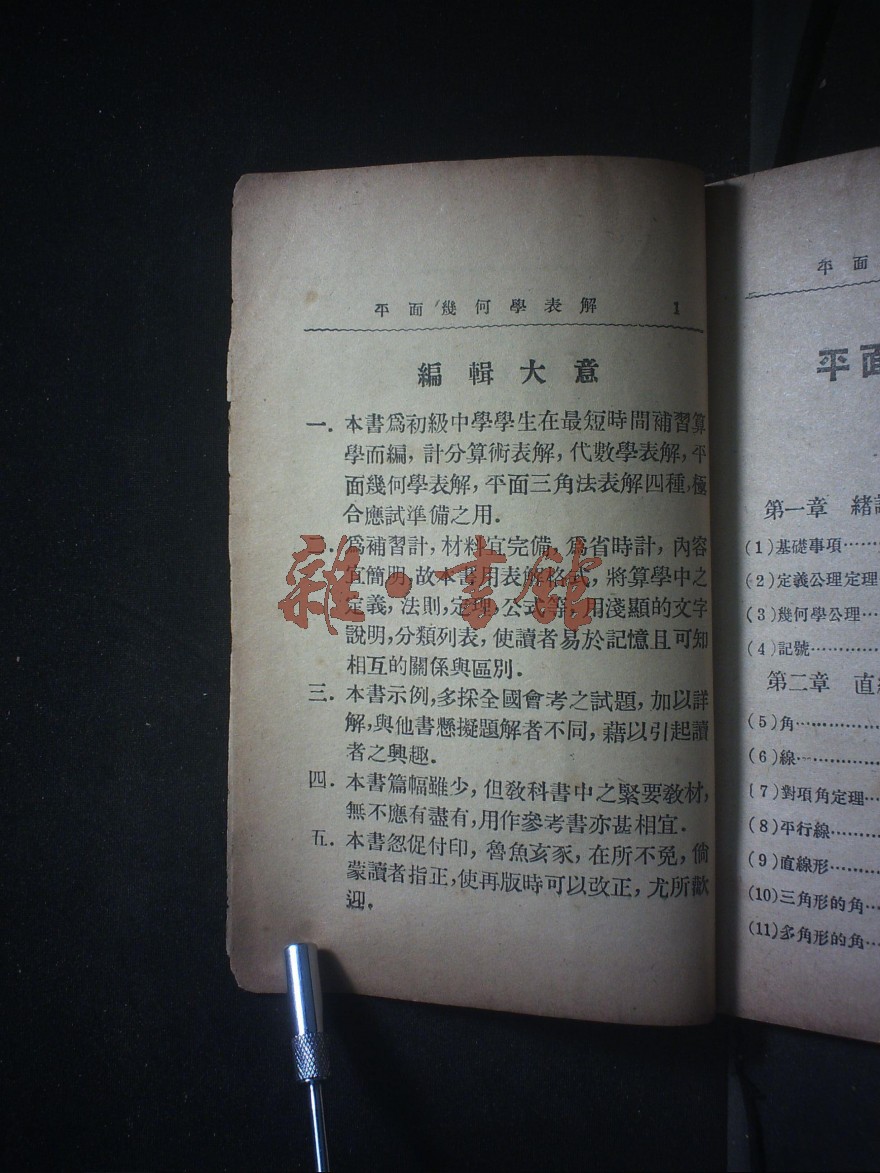 平面幾何學表解 1
編輯大意
一．本書爲初級中學學生在最短時間補習算
學而編，計分算術表解，代數學表解，平
面幾何學表解，平面三角法表解四種，極
合應試準備之用．
．爲補習計，材料宜完備，爲省時計，內容
宜簡明，故本書用表解格式，將算學中之
定義，法則，定理，公式等，用淺顯的文字
說明，分類列表，使讀者易於記憶且可知
相互的關係與區別．
三．本書示例，多採全國會考之試題，加以詳
解，與他書懸擬題解者不同，藉以引起讀
者之興趣．
四．本書篇幅雖少，但敎科書中之緊要敎材，
無不應有盡有，用作參考書亦甚相宜．
五．本書怱促付印，魯魚亥豕，在所不免，倘
蒙讀者指正，使再版時可以改正，尤所歡
迎．
雜·書館
平面
平面
第一章 緒
(1)基礎事項……
(2)定義公理定理
(3)幾何學公理…
(4)記號…………
第二章 直
(5)角……………
(6)線……………
(7)對項角定理…
(8)平行線………
(9)直線形………
(10)三角形的角…
(11)多角形的角…